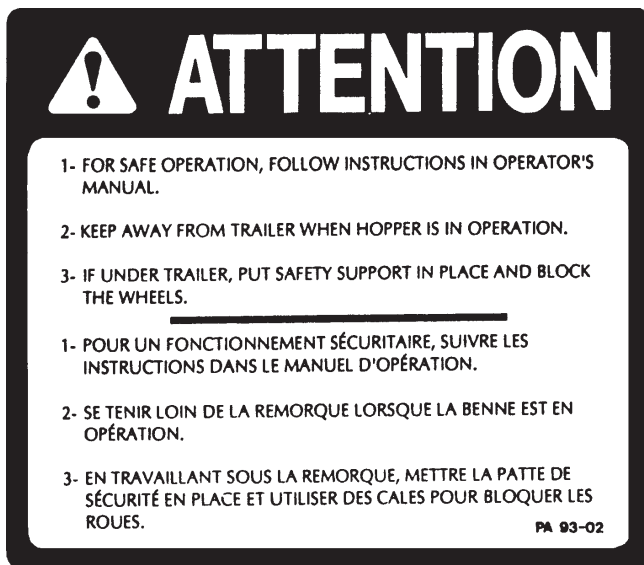 ATTENTION
1- FOR SAFE OPERATION, FOLLOW INSTRUCTIONS IN OPERATOR'S
MANUAL.
2- KEEP AWAY FROM TRAILER WHEN HOPPER IS IN OPERATION.
3- IF UNDER TRAILER, PUT SAFETY SUPPORT IN PLACE AND BLOCK
THE WHEELS.
1- POUR UN FONCTIONNEMENT SÉCURITAIRE, SUIVRE LES
INSTRUCTIONS DANS LE MANUEL D'OPÉRATION.
2- SE TENIR LOIN DE LA REMORQUE LORSQUE LA BENNE EST EN
OPÉRATION.
3- EN TRAVAILLANT SOUS LA REMORQUE, METTRE LA PATTE DE
SÉCURITÉ EN PLACE ET UTILISER DES CALES POUR BLOQUER LES
ROUES.
PA 93-02